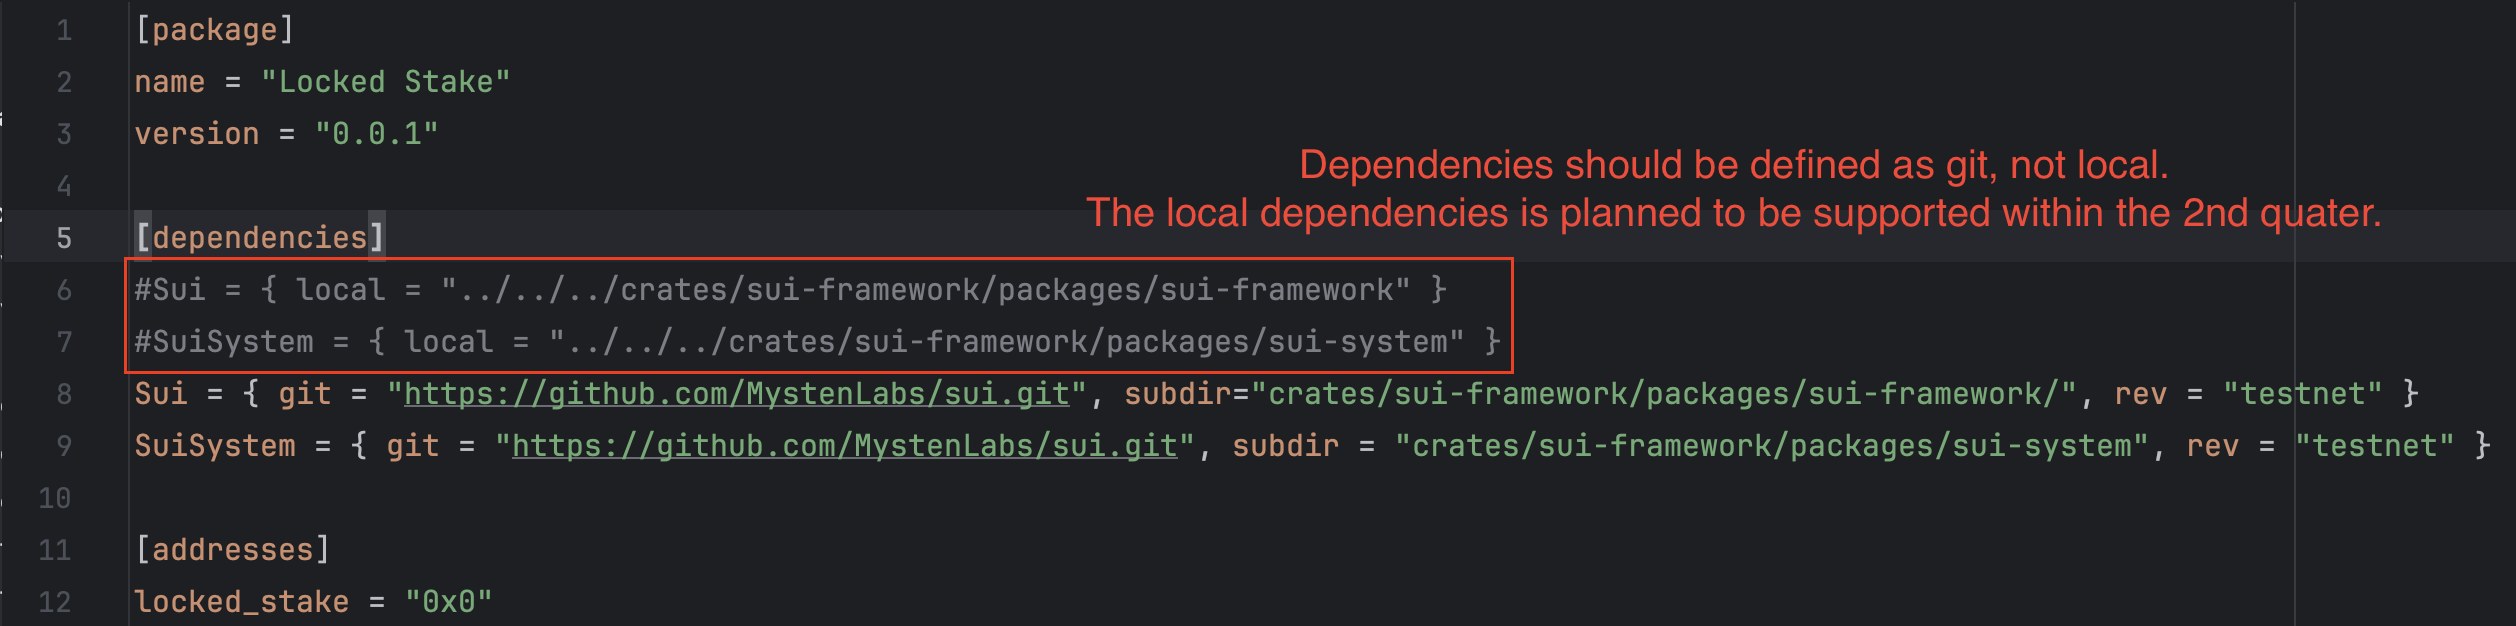 1 [package]
2 name = "Locked Stake"
3 version = "0.0.1"
Dependencies should be defined as git, not local.
4
The local dependencies is planned to be supported within the 2nd quater.
5 [dependencies]
6 #Sui = { local = "../../../crates/sui-framework/packages/sui-framework" }
7 #SuiSystem = { local = "../../../crates/sui-framework/packages/sui-system" }
8 Sui = { git = "https://github.com/MystenLabs/sui.git", subdir="crates/sui-framework/packages/sui-framework/", rev = "testnet" }
9 SuiSystem = { git = "https://github.com/MystenLabs/sui.git", subdir = "crates/sui-framework/packages/sui-system", rev = "testnet" }
10
11 [addresses]
12 locked_stake = "0x0"